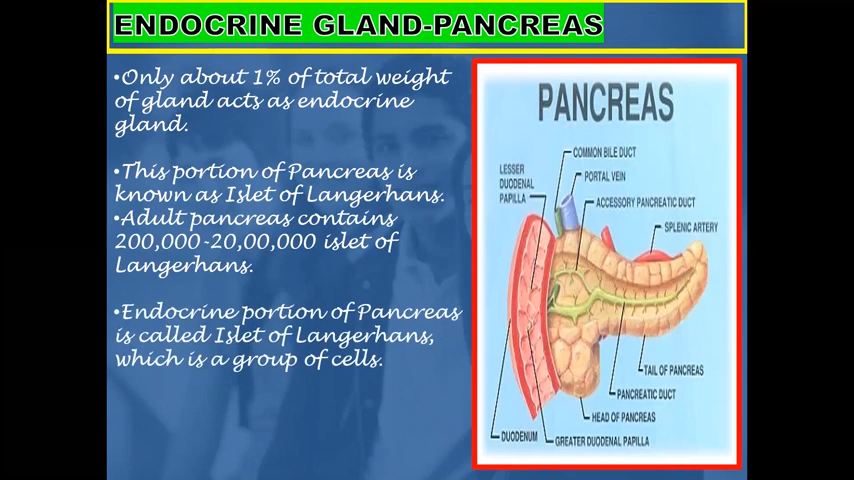 ENDOCRINE GLAND-PANCREAS
•Only about 1% of total weight
of gland acts as endocrine
gland.
•This portion of Pancreas is
known as Islet of Langerhans.
•Adult pancreas contains
200,000-20,00,000 islet of
Langerhans.
•Endocrine portion of Pancreas
is called Islet of Langerhans,
which is a group of cells.
PANCREAS
COMMON BILE DUCT
LESSER
DUODENAL
PAPILLA
PORTAL VEIN
ACCESSORY PANCREATIC DUCT
SPLENIC ARTERY
TAIL OF PANCREAS
PANCREATIC DUCT
HEAD OF PANCREAS
DUODENUM
GREATER DUODENAL PAPILLA